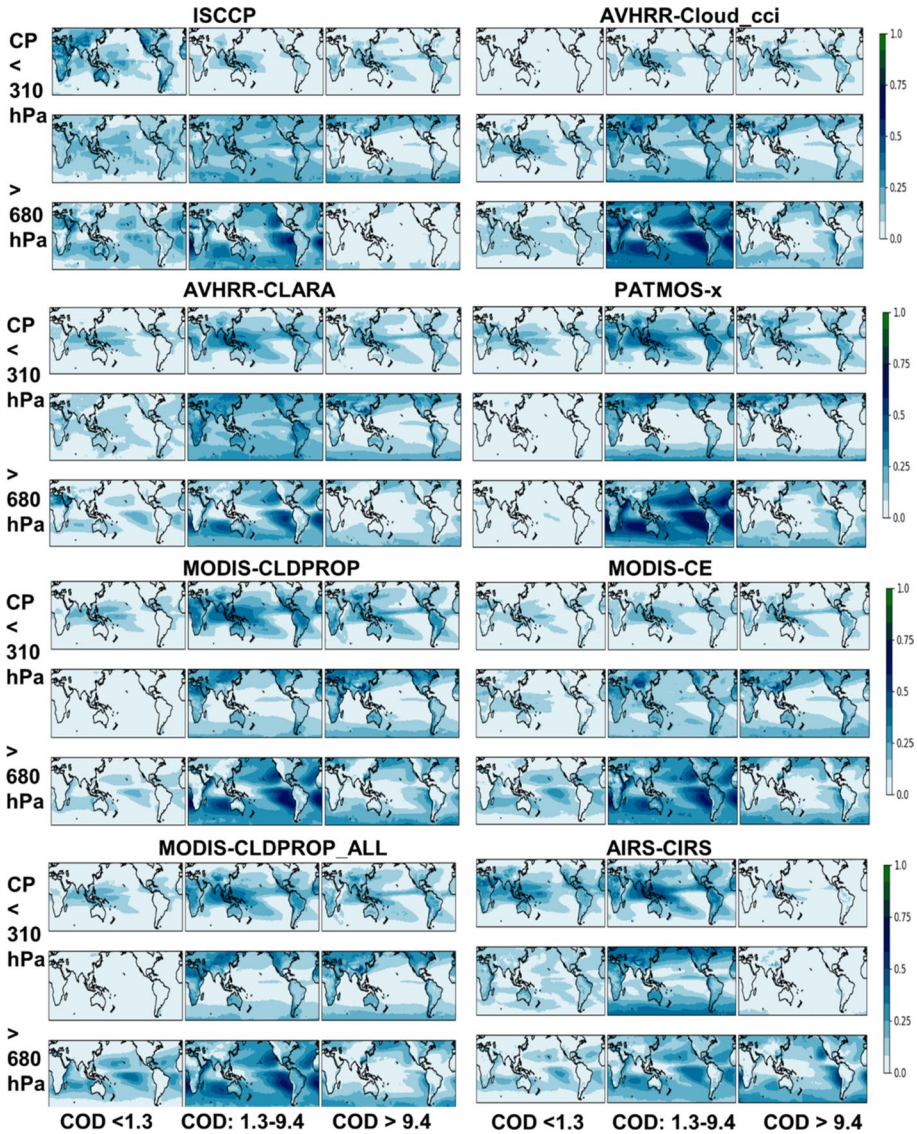 ISCCP
AVHRR-Cloud_cci
CP
<
310
hPa
>
680
hPa
1.0
0.75
0.5
0.25
0.0
AVHRR-CLARA
PATMOS-x
CP
<
310
hPa
>
680
hPa
1.0
0.75
0.5
0.25
0.0
MODIS-CLDPROP
MODIS-CE
CP
<
310
hPa
>
680
hPa
1.0
0.75
0.5
0.25
0.0
MODIS-CLDPROP_ALL
AIRS-CIRS
CP
<
310
hPa
>
680
hPa
1.0
0.75
0.5
0.25
0.0
COD <1.3 COD: 1.3-9.4 COD > 9.4
COD <1.3 COD: 1.3-9.4 COD > 9.4